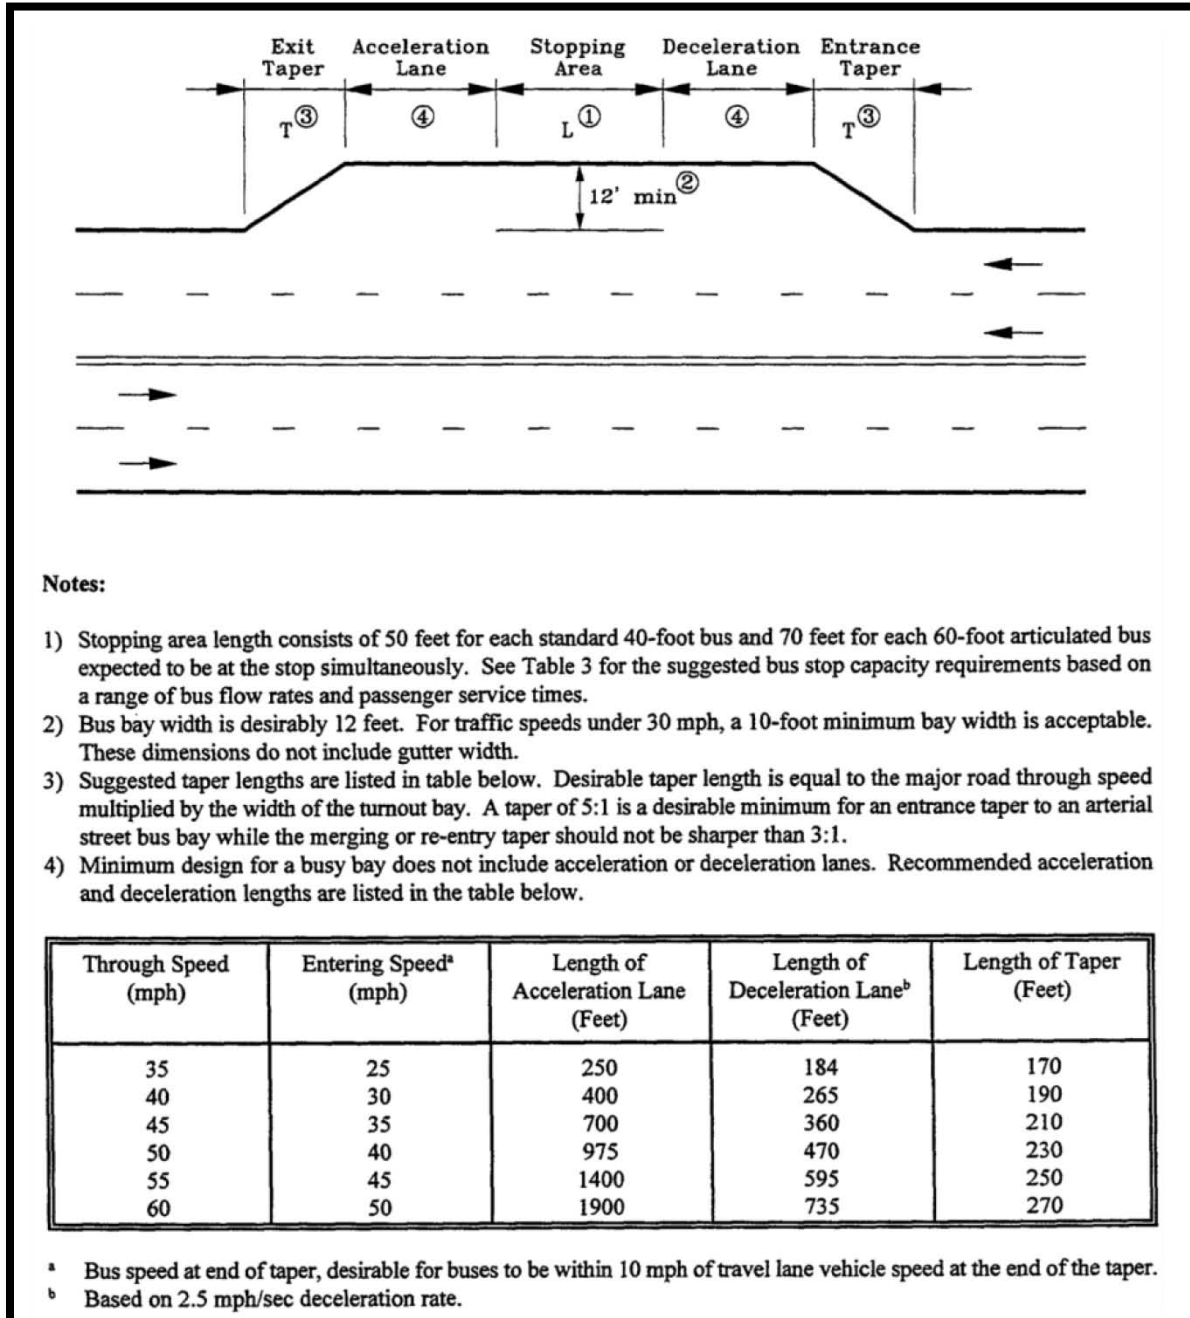 Exit Acceleration Stopping Deceleration Entrance
Taper Lane Area Lane Taper
T③ ④ L① ④ T③
12' min②
Notes:
1) Stopping area length consists of 50 feet for each standard 40-foot bus and 70 feet for each 60-foot articulated bus
expected to be at the stop simultaneously. See Table 3 for the suggested bus stop capacity requirements based on
a range of bus flow rates and passenger service times.
2) Bus bay width is desirably 12 feet. For traffic speeds under 30 mph, a 10-foot minimum bay width is acceptable.
These dimensions do not include gutter width.
3) Suggested taper lengths are listed in table below. Desirable taper length is equal to the major road through speed
multiplied by the width of the turnout bay. A taper of 5:1 is a desirable minimum for an entrance taper to an arterial
street bus bay while the merging or re-entry taper should not be sharper than 3:1.
4) Minimum design for a busy bay does not include acceleration or deceleration lanes. Recommended acceleration
and deceleration lengths are listed in the table below.
Through Speed Entering Speedᵃ Length of Length of Length of Taper
(mph) (mph) Acceleration Lane Deceleration Laneᵇ (Feet)
(Feet) (Feet)
35 25 250 184 170
40 30 400 265 190
45 35 700 360 210
50 40 975 470 230
55 45 1400 595 250
60 50 1900 735 270
ᵃ Bus speed at end of taper, desirable for buses to be within 10 mph of travel lane vehicle speed at the end of the taper.
ᵇ Based on 2.5 mph/sec deceleration rate.